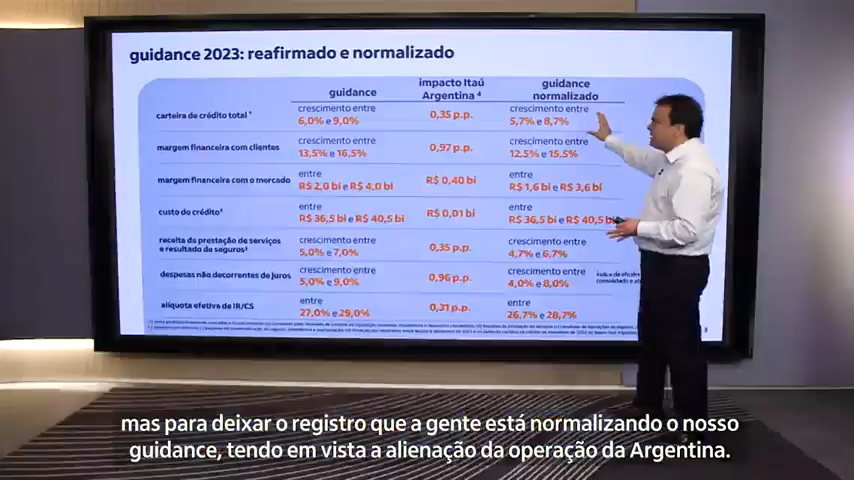 guidance 2023: reafirmado e normalizado
guidance
impacto Itaú
Argentina ⁴
guidance
normalizado
carteira de crédito total ¹
crescimento entre
6,0% e 9,0%
0,35 p.p.
crescimento entre
5,7% e 8,7%
margem financeira com clientes
crescimento entre
13,5% e 16,5%
0,97 p.p.
crescimento entre
12,5% e 15,5%
margem financeira com o mercado
entre
R$ 2,0 bi e R$ 4,0 bi
R$ 0,40 bi
entre
R$ 1,6 bi e R$ 3,6 bi
custo do crédito²
entre
R$ 36,5 bi e R$ 40,5 bi
R$ 0,01 bi
entre
R$ 36,5 bi e R$ 40,5 bi
receita de prestação de serviços
e resultado de seguros³
crescimento entre
5,0% e 7,0%
0,35 p.p.
crescimento entre
4,7% e 6,7%
despesas não decorrentes de juros
crescimento entre
5,0% e 9,0%
0,96 p.p.
crescimento entre
4,0% e 8,0%
alíquota efetiva de IR/CS
entre
27,0% e 29,0%
0,31 p.p.
entre
26,7% e 28,7%
3
mas para deixar o registro que a gente está normalizando o nosso
guidance, tendo em vista a alienação da operação da Argentina.